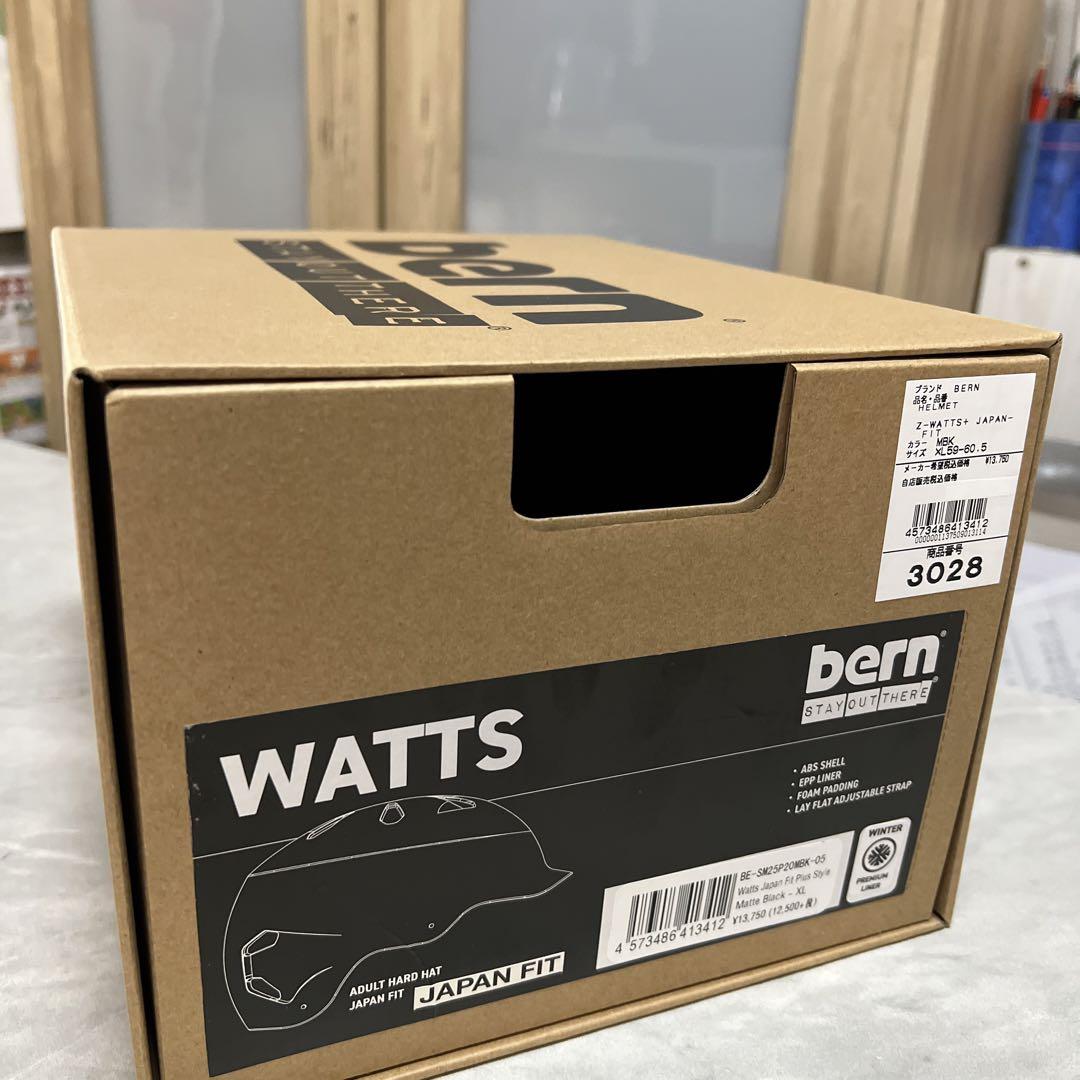 bern®
STAY OUT THERE®
ブランド BERN
品名・品番
HELMET
Z-WATTS+ JAPAN-
FIT
カラー MBK
サイズ XL59-60.5
メーカー希望税込価格 ¥13,750
自店販売税込価格
4573486413412
0000001137509013114
商品番号
3028
bern®
STAY OUT THERE®
WATTS
• ABS SHELL
• EPP LINER
• FOAM PADDING
• LAY FLAT ADJUSTABLE STRAP
WINTER
PREMIUM
LINER
BE-SM25P20MBK-05
Watts Japan Fit Plus Style
Matte Black - XL
¥13,750 (12,500+税)
4 573486 413412
ADULT HARD HAT
JAPAN FIT
JAPAN FIT